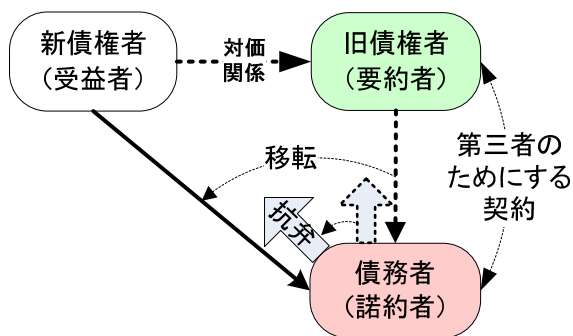 新債権者
（受益者）
対価
関係
旧債権者
（要約者）
移転
第三者の
ためにする
契約
抗弁
債務者
（諾約者）